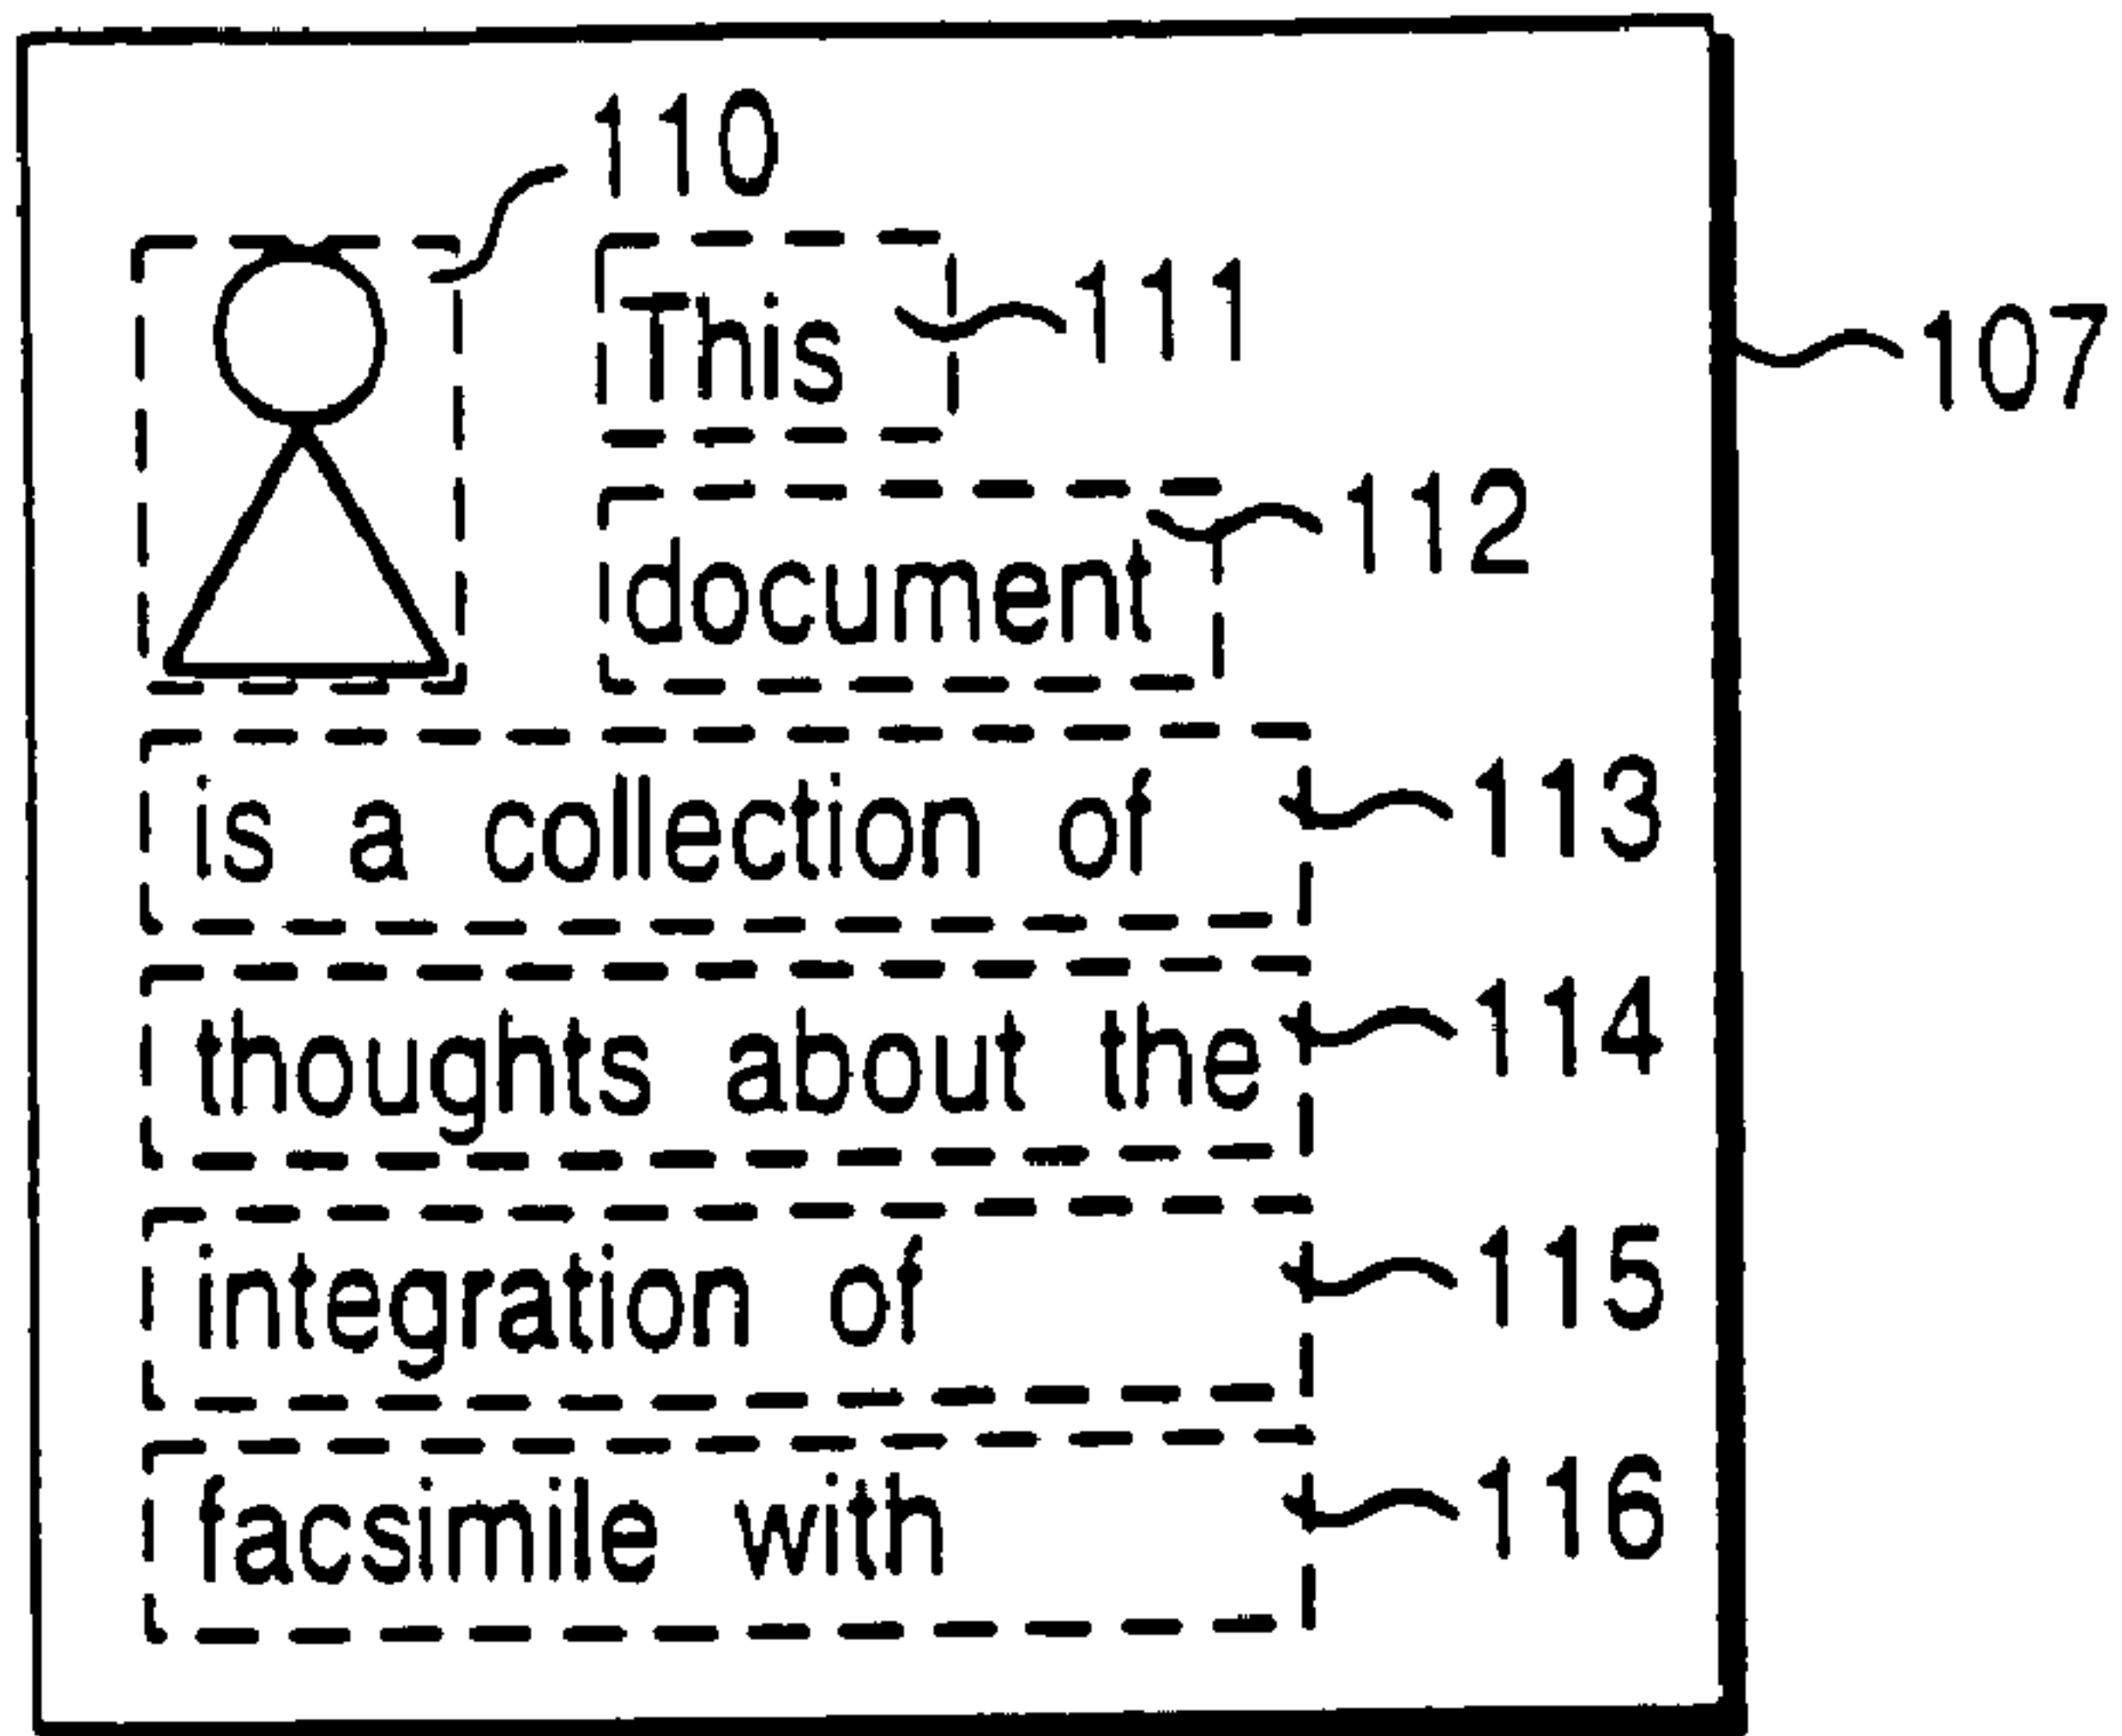 110
This 111
107
document 112
is a collection of 113
thoughts about the 114
integration of 115
facsimile with 116